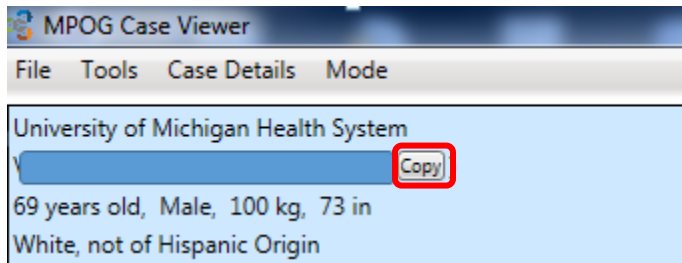 MPOG Case Viewer
File Tools Case Details Mode
University of Michigan Health System
Copy
69 years old, Male, 100 kg, 73 in
White, not of Hispanic Origin